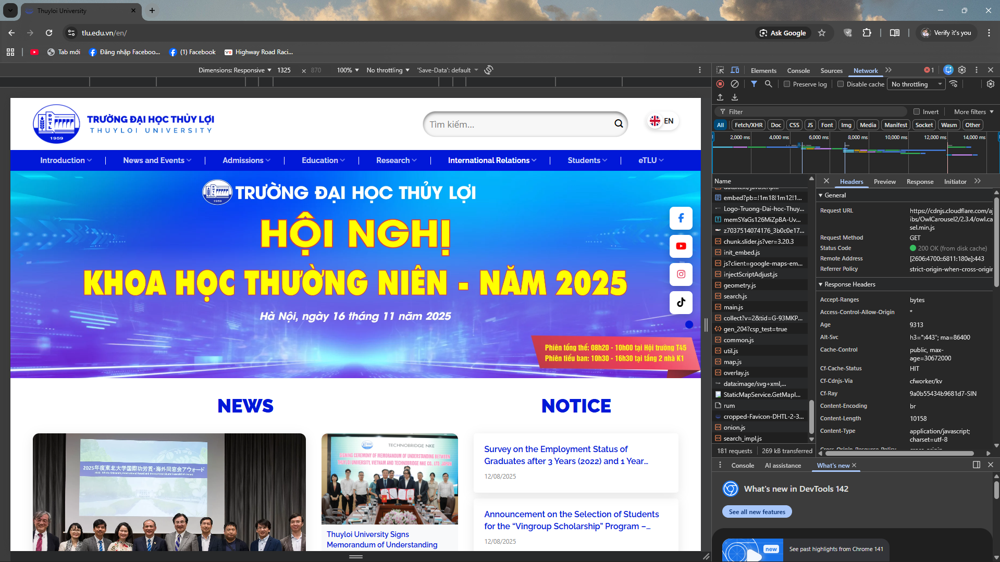 Thuyloi University
tlu.edu.vn/en/
Ask Google
Verify it's you
Tab mới
Đăng nhập Faceboo...
(1) Facebook
Highway Road Raci...
Dimensions: Responsive
1325
×
870
100%
No throttling
'Save-Data': default
TRƯỜNG ĐẠI HỌC THỦY LỢI
THUYLOI UNIVERSITY
ĐHTL
1959
Tìm kiếm...
EN
Introduction
News and Events
Admissions
Education
Research
International Relations
Students
eTLU
1959
TRƯỜNG ĐẠI HỌC THỦY LỢI
HỘI NGHỊ
KHOA HỌC THƯỜNG NIÊN - NĂM 2025
Hà Nội, ngày 16 tháng 11 năm 2025
Phiên tổng thể: 08h20 - 10h00 tại Hội trường T45
Phiên tiểu ban: 10h30 - 16h30 tại tầng 2 nhà K1
NEWS
2025年度東北大学国際功労賞・海外同窓会アウォード
TECHNOBRIDGE NKE
SIGNING CEREMONY OF MEMORANDUM OF UNDERSTANDING BETWEEN
THUYLOI UNIVERSITY, VIETNAM AND TECHNOBRIDGE NKE CO., LTD, JAPAN
Thuyloi University Signs
Memorandum of Understanding
NOTICE
Survey on the Employment Status of
Graduates after 3 Years (2022) and 1 Year...
12/08/2025
Announcement on the Selection of Students
for the “Vingroup Scholarship” Program –...
12/08/2025
Elements
Console
Sources
Network
1
Preserve log
Disable cache
No throttling
Filter
Invert
More filters
All
Fetch/XHR
Doc
CSS
JS
Font
Img
Media
Manifest
Socket
Wasm
Other
2,000 ms
4,000 ms
6,000 ms
8,000 ms
10,000 ms
12,000 ms
14,000 ms
Name
embed?pb=!1m18!1m12!1...
Logo-Truong-Dai-hoc-Thuy...
memSYaGs126MiZpBA-Uv...
z7037514074176_3b0c0e17...
chunk.slider.js?ver=3.20.3
init_embed.js
js?client=google-maps-em...
injectScriptAdjust.js
geometry.js
search.js
main.js
collect?v=2&tid=G-93MKP...
gen_204?csp_test=true
common.js
util.js
map.js
overlay.js
data:image/svg+xml,...
StaticMapService.GetMapI...
rum
cropped-Favicon-DHTL-2-3...
onion.js
search_impl.js
181 requests
269 kB transferred
Headers
Preview
Response
Initiator
General
Request URL
https://cdnjs.cloudflare.com/aj
ibs/OwlCarousel2/2.3.4/owl.ca
sel.min.js
Request Method
GET
Status Code
200 OK (from disk cache)
Remote Address
[2606:4700::6811:180e]:443
Referrer Policy
strict-origin-when-cross-origin
Response Headers
Accept-Ranges
bytes
Access-Control-Allow-Origin
*
Age
9313
Alt-Svc
h3=":443"; ma=86400
Cache-Control
public, max-
age=30672000
Cf-Cache-Status
HIT
Cf-Cdnjs-Via
cfworker/kv
Cf-Ray
9a0b55434b9681d7-SIN
Content-Encoding
br
Content-Length
10158
Content-Type
application/javascript;
charset=utf-8
Cross-Origin-Resource-Policy
cross-origin
Console
AI assistance
What's new
What's new in DevTools 142
See all new features
new
See past highlights from Chrome 141